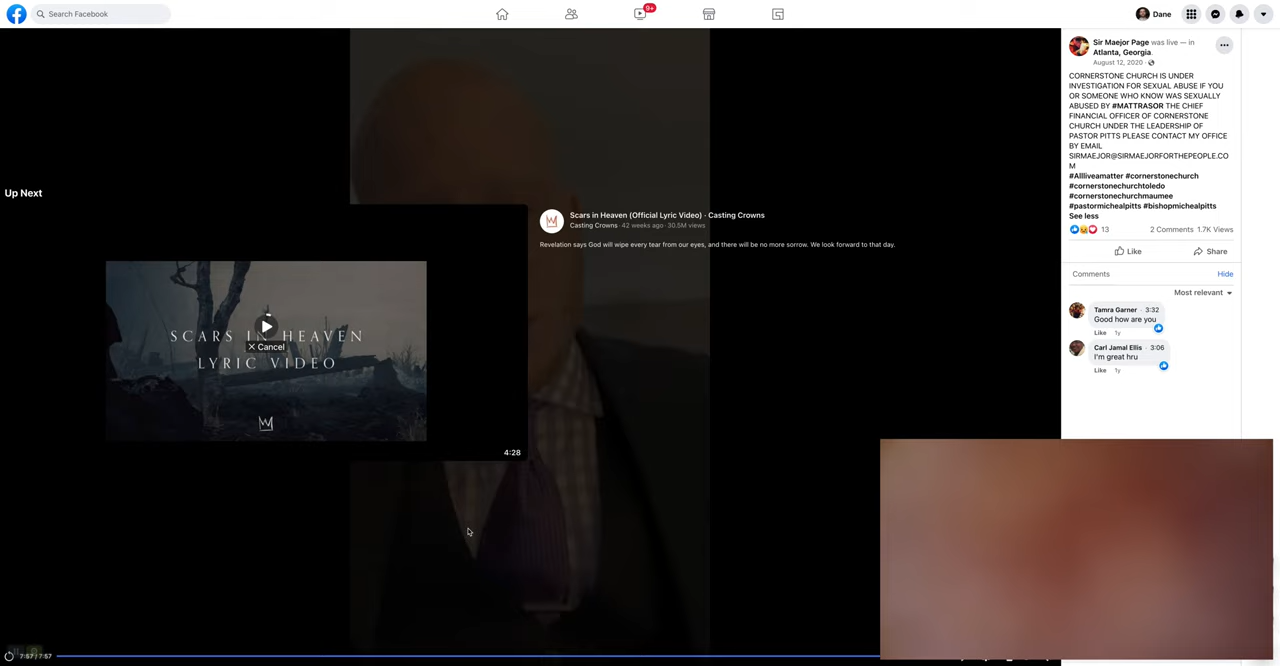 Search Facebook
9+
Dane
Sir Maejor Page was live — in
Atlanta, Georgia.
August 12, 2020 ·
CORNERSTONE CHURCH IS UNDER
INVESTIGATION FOR SEXUAL ABUSE IF YOU
OR SOMEONE WHO KNOW WAS SEXUALLY
ABUSED BY #MATTRASOR THE CHIEF
FINANCIAL OFFICER OF CORNERSTONE
CHURCH UNDER THE LEADERSHIP OF
PASTOR PITTS PLEASE CONTACT MY OFFICE
BY EMAIL
SIRMAEJOR@SIRMAEJORFORTHEPEOPLE.CO
M
#Allliveamatter #cornerstonechurch
#cornerstonechurchtoledo
#cornerstonechurchmaumee
#pastormichealpitts #bishopmichealpitts
See less
13
2 Comments 1.7K Views
Like
Share
Comments
Hide
Most relevant
Tamra Garner · 3:32
Good how are you
Like 1y
Carl Jamal Ellis · 3:06
I'm great hru
Like 1y
Up Next
Scars in Heaven (Official Lyric Video) - Casting Crowns
Casting Crowns · 42 weeks ago · 30.5M views
Revelation says God will wipe every tear from our eyes, and there will be no more sorrow. We look forward to that day.
SCARS IN HEAVEN
Cancel
LYRIC VIDEO
4:28
7:57 / 7:57